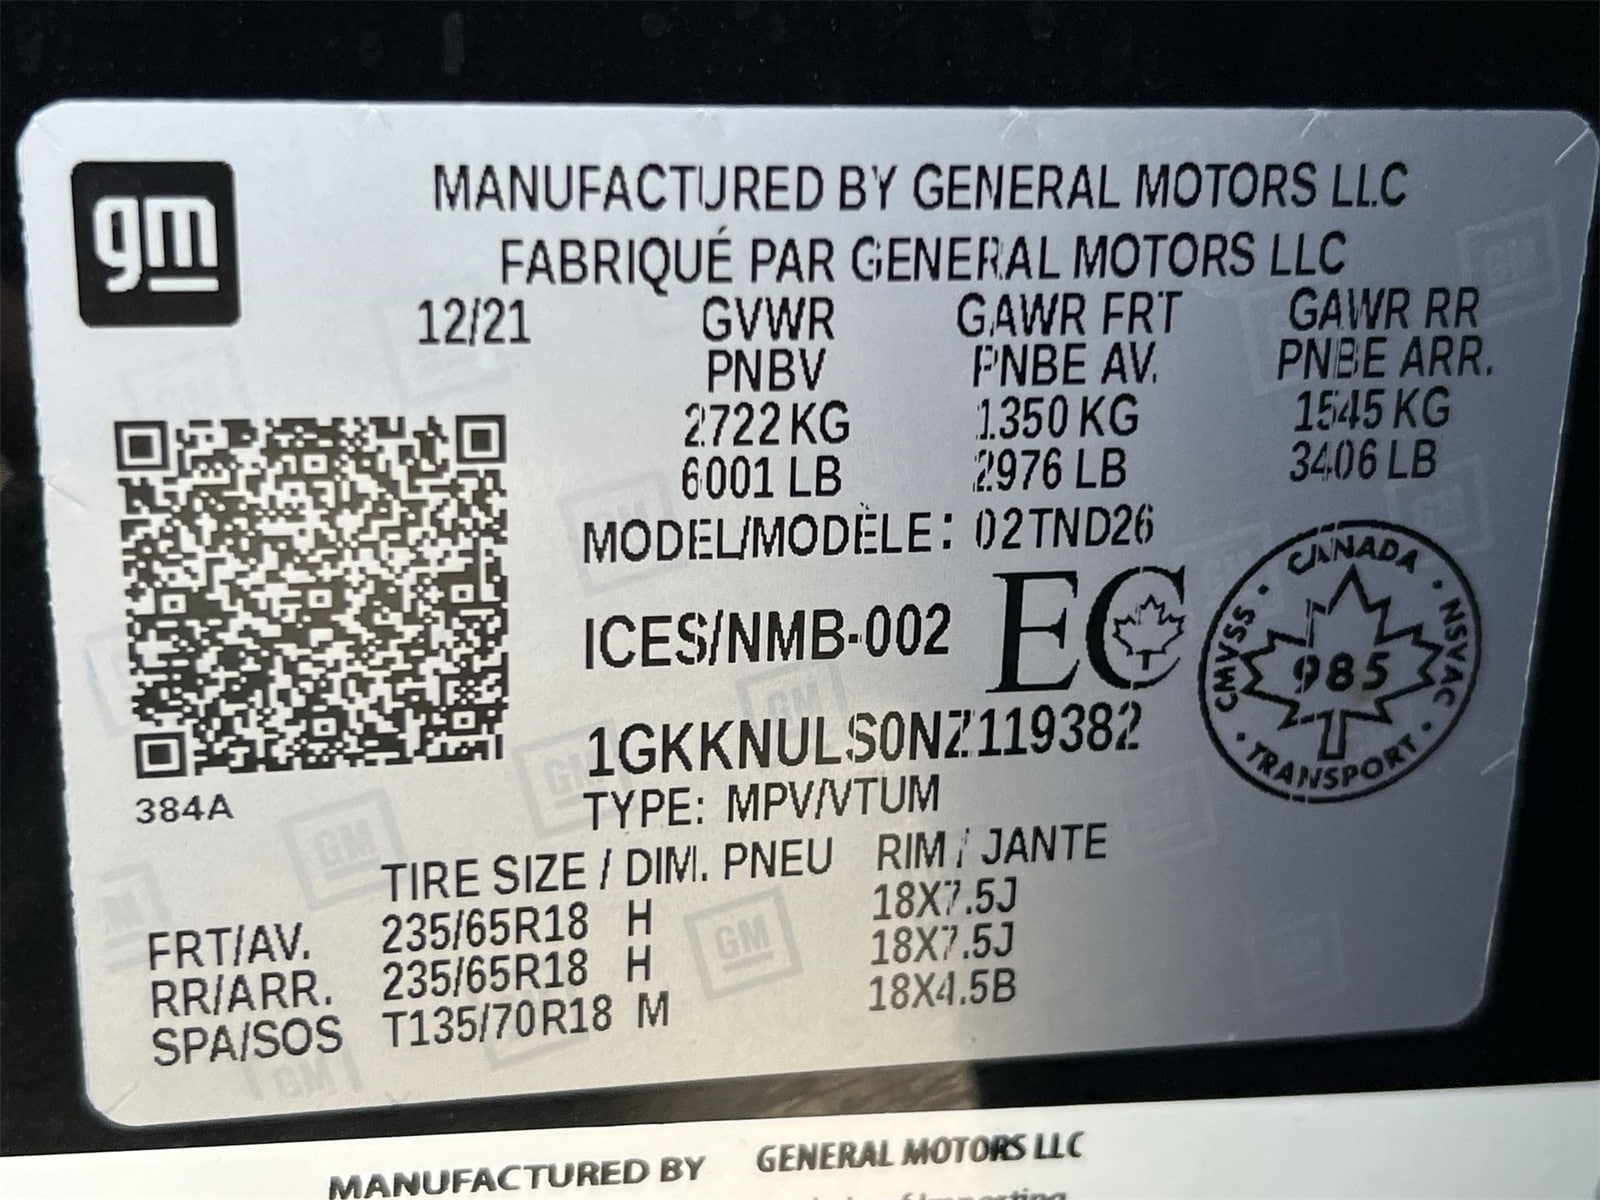 gm
MANUFACTURED BY GENERAL MOTORS LLC
FABRIQUÉ PAR GENERAL MOTORS LLC
12/21 GVWR GAWR FRT GAWR RR
PNBV PNBE AV. PNBE ARR.
2722 KG 1350 KG 1545 KG
6001 LB 2976 LB 3406 LB
MODEL/MODÈLE: 02TND26
ICES/NMB-002 EC
CANADA · NSVAC · TRANSPORT · CMVSS ·
985
1GKKNULS0NZ119382
384A
TYPE: MPV/VTUM
TIRE SIZE / DIM. PNEU RIM / JANTE
FRT/AV. 235/65R18 H 18X7.5J
RR/ARR. 235/65R18 H 18X7.5J
SPA/SOS T135/70R18 M 18X4.5B
MANUFACTURED BY GENERAL MOTORS LLC